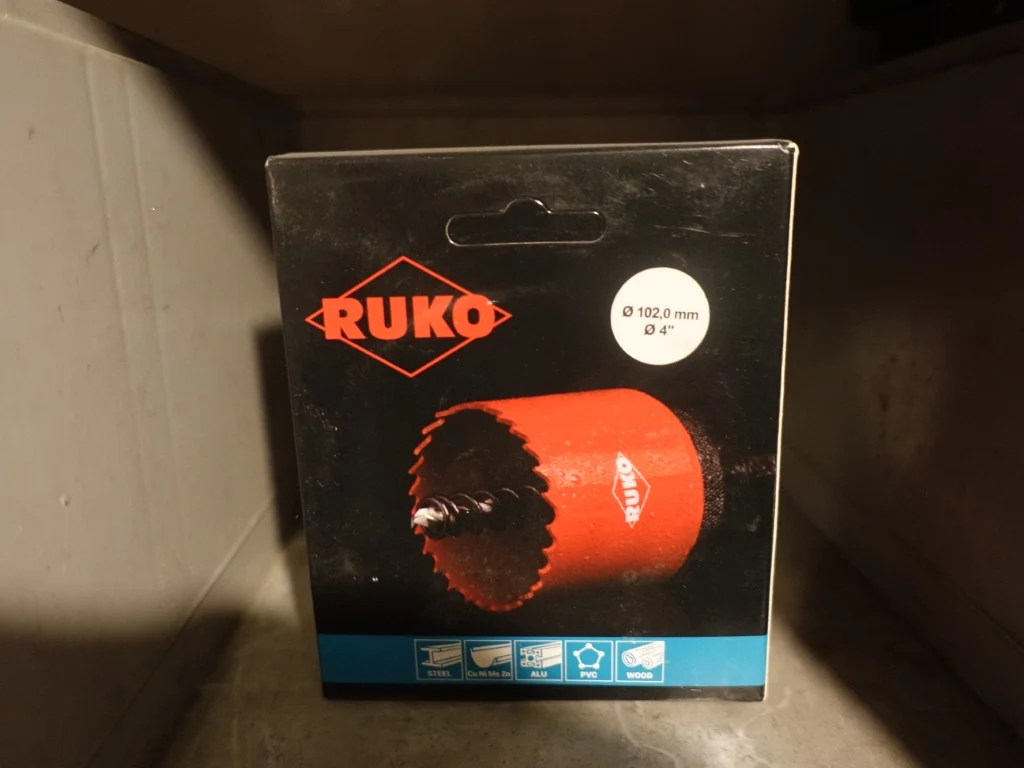 RUKO
Ø 102,0 mm
Ø 4"
RUKO
STEEL
Cu Ni Ms Zn
ALU
PVC
WOOD